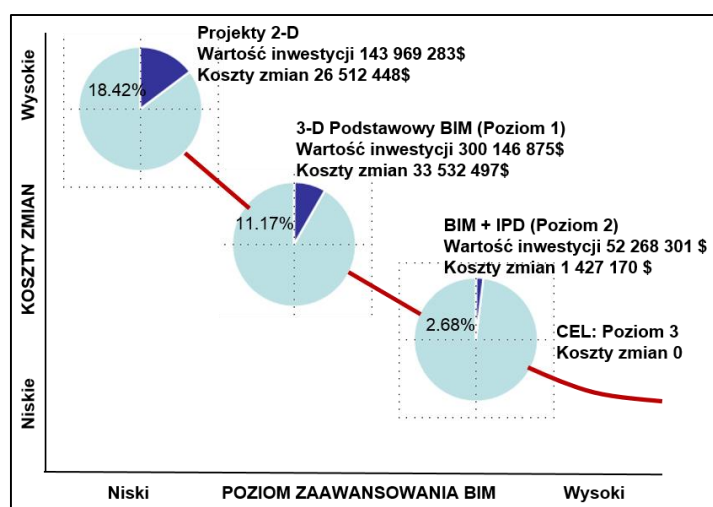 Projekty 2-D
Wartość inwestycji 143 969 283$
Koszty zmian 26 512 448$
18.42%
3-D Podstawowy BIM (Poziom 1)
Wartość inwestycji 300 146 875$
Koszty zmian 33 532 497$
11.17%
BIM + IPD (Poziom 2)
Wartość inwestycji 52 268 301 $
Koszty zmian 1 427 170 $
2.68%
CEL: Poziom 3
Koszty zmian 0
Wysokie
KOSZTY ZMIAN
Niskie
Niski
POZIOM ZAAWANSOWANIA BIM
Wysoki